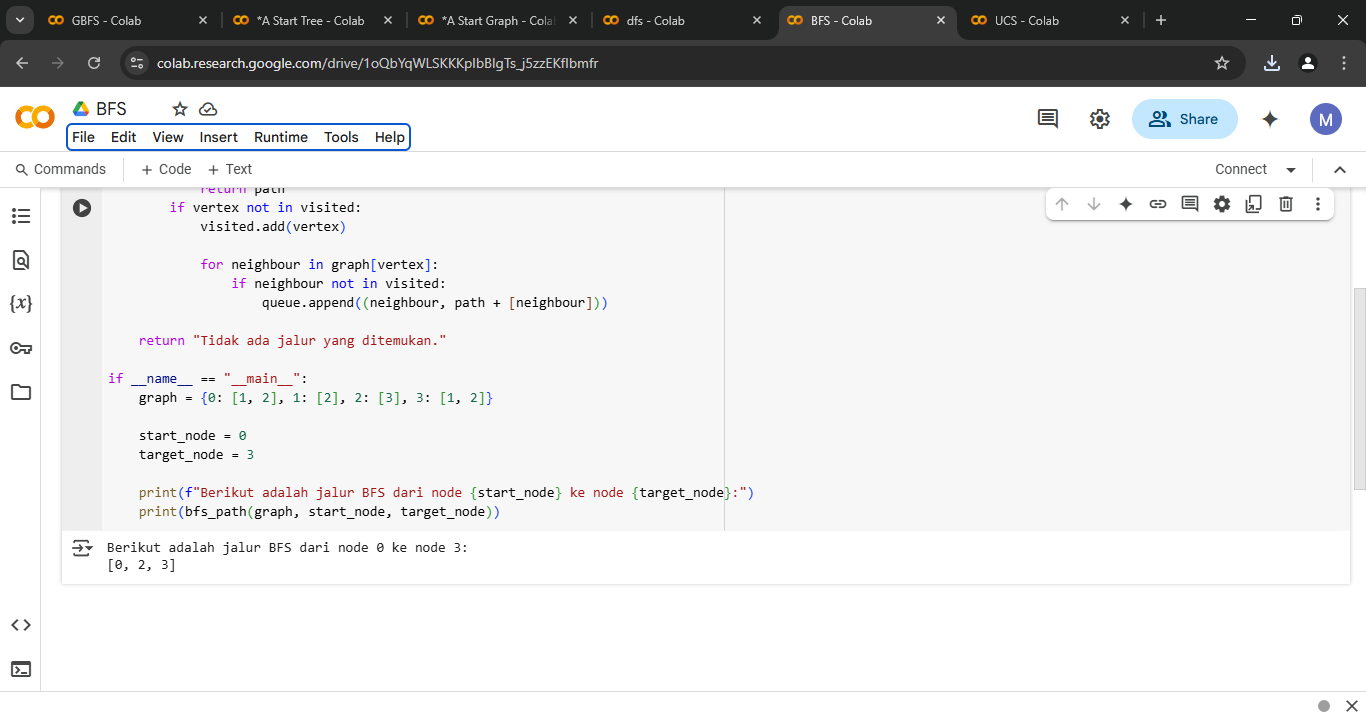 GBFS - Colab
*A Start Tree - Colab
*A Start Graph - Cola
dfs - Colab
BFS - Colab
UCS - Colab
colab.research.google.com/drive/1oQbYqWLSKKKpIbBIgTs_j5zzEKfIbmfr
BFS
File Edit View Insert Runtime Tools Help
Share
M
Commands + Code + Text
Connect
return path
if vertex not in visited:
visited.add(vertex)
for neighbour in graph[vertex]:
if neighbour not in visited:
queue.append((neighbour, path + [neighbour]))
return "Tidak ada jalur yang ditemukan."
if __name__ == "__main__":
graph = {0: [1, 2], 1: [2], 2: [3], 3: [1, 2]}
start_node = 0
target_node = 3
print(f"Berikut adalah jalur BFS dari node {start_node} ke node {target_node}:")
print(bfs_path(graph, start_node, target_node))
Berikut adalah jalur BFS dari node 0 ke node 3:
[0, 2, 3]